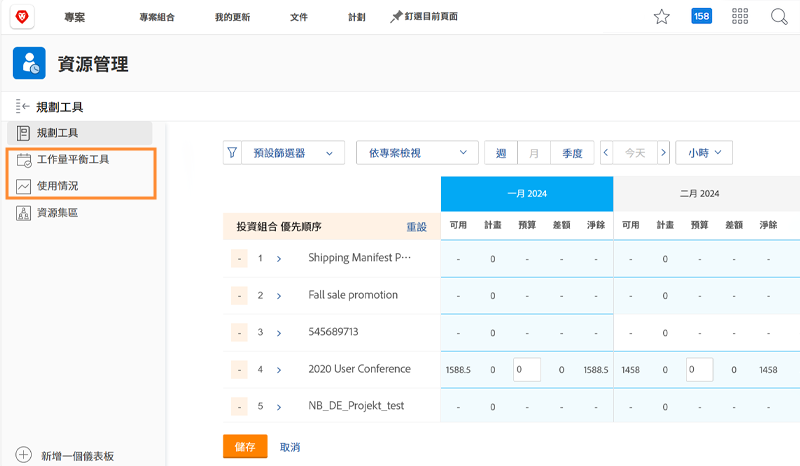 專案 專案組合 我的更新 文件 計劃 釘選目前頁面 158
資源管理
規劃工具
規劃工具
工作量平衡工具
使用情況
資源集區
預設篩選器 依專案檢視 週 月 季度 今天 小時
一月 2024 二月 2024
投資組合 優先順序 重設 可用 計畫 預算 差額 淨餘 可用 計畫 預算 差額 淨餘
- 1 Shipping Manifest P··· - 0 - - - - 0 - - -
- 2 Fall sale promotion - 0 - - - - 0 - - -
- 3 545689713 - 0 - - - - 0 - - -
- 4 2020 User Conference 1588.5 0 0 0 1588.5 1458 0 0 0 1458
- 5 NB_DE_Projekt_test - 0 - - - - 0 - - -
儲存 取消
新增一個儀表板